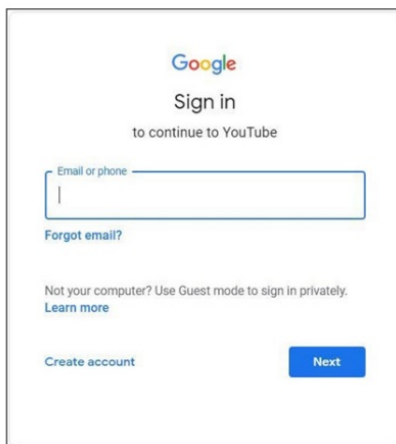 Google
Sign in
to continue to YouTube
Email or phone
Forgot email?
Not your computer? Use Guest mode to sign in privately.
Learn more
Create account
Next